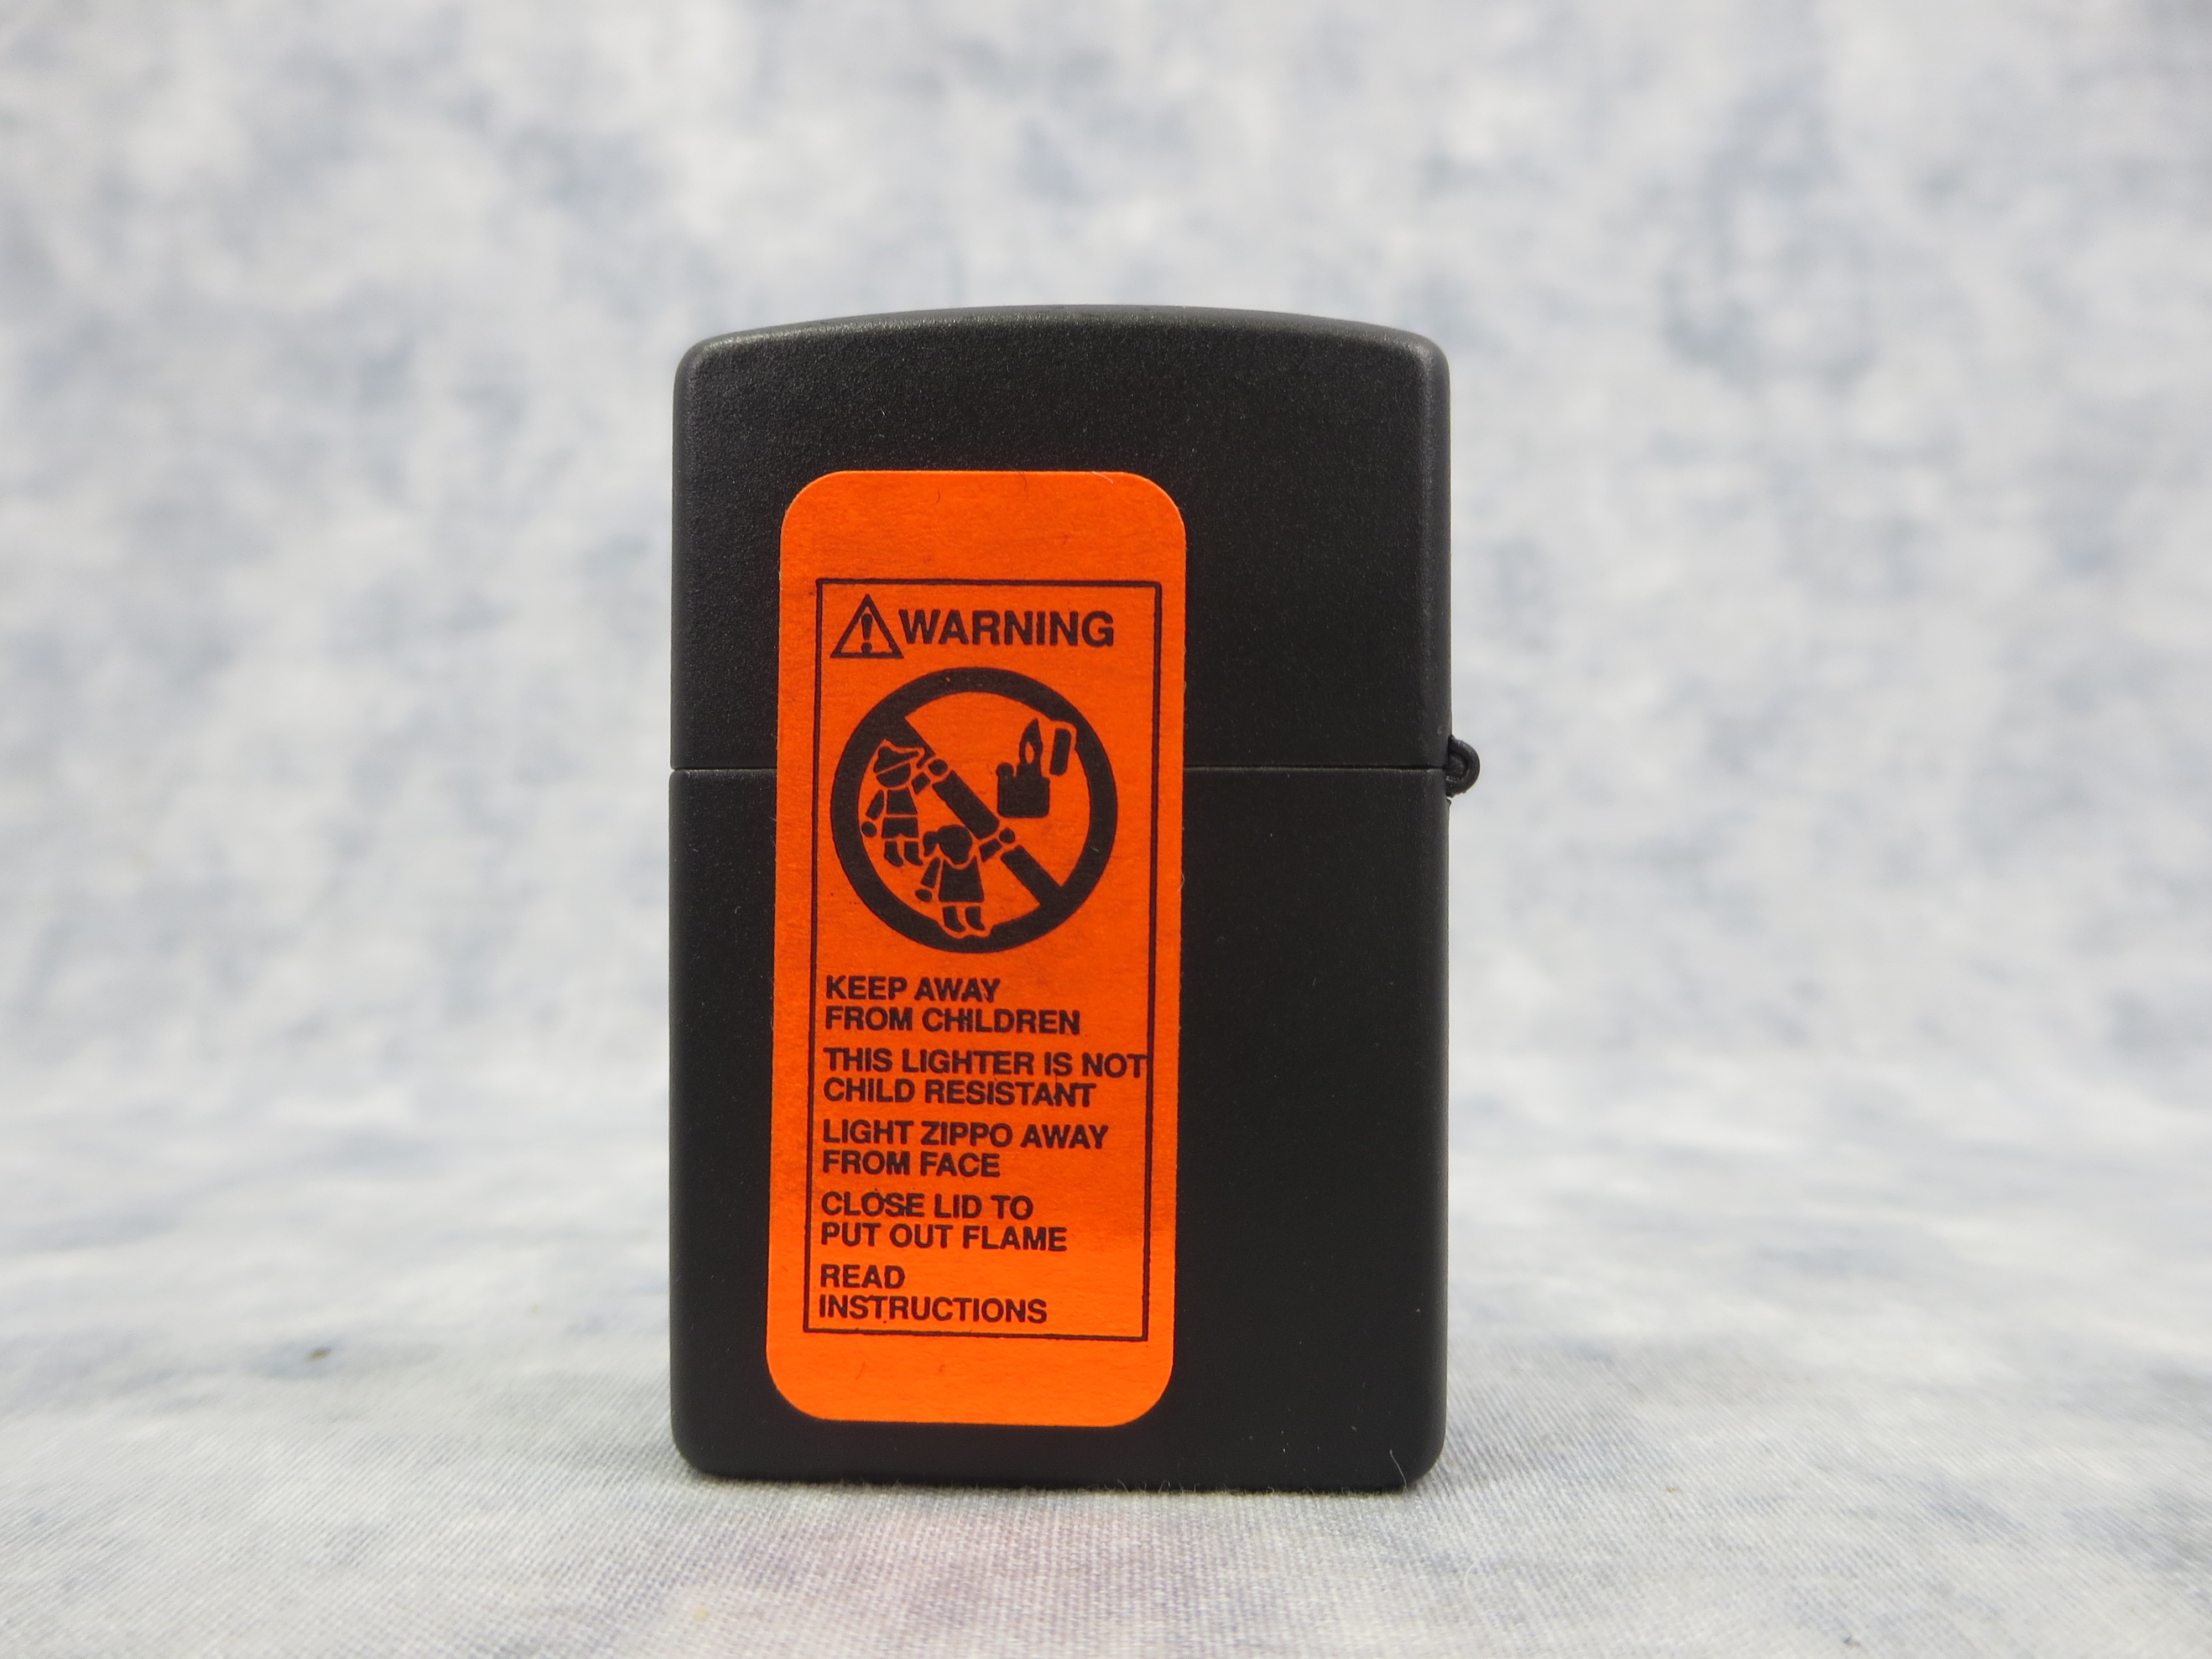 WARNING
KEEP AWAY
FROM CHILDREN
THIS LIGHTER IS NOT
CHILD RESISTANT
LIGHT ZIPPO AWAY
FROM FACE
CLOSE LID TO
PUT OUT FLAME
READ
INSTRUCTIONS